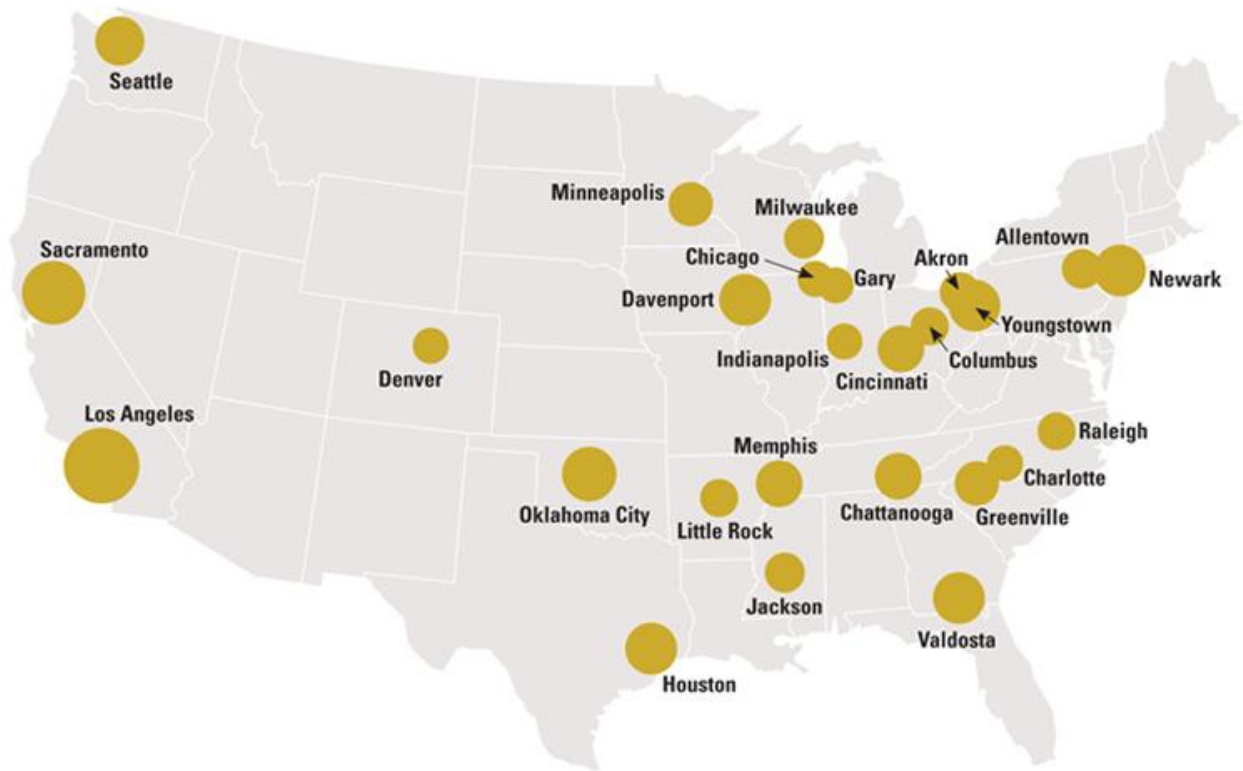 Seattle
Minneapolis
Milwaukee
Allentown
Sacramento
Chicago
Akron
Gary
Newark
Davenport
Youngstown
Indianapolis
Columbus
Denver
Cincinnati
Los Angeles
Raleigh
Memphis
Charlotte
Oklahoma City
Little Rock
Chattanooga
Greenville
Jackson
Valdosta
Houston